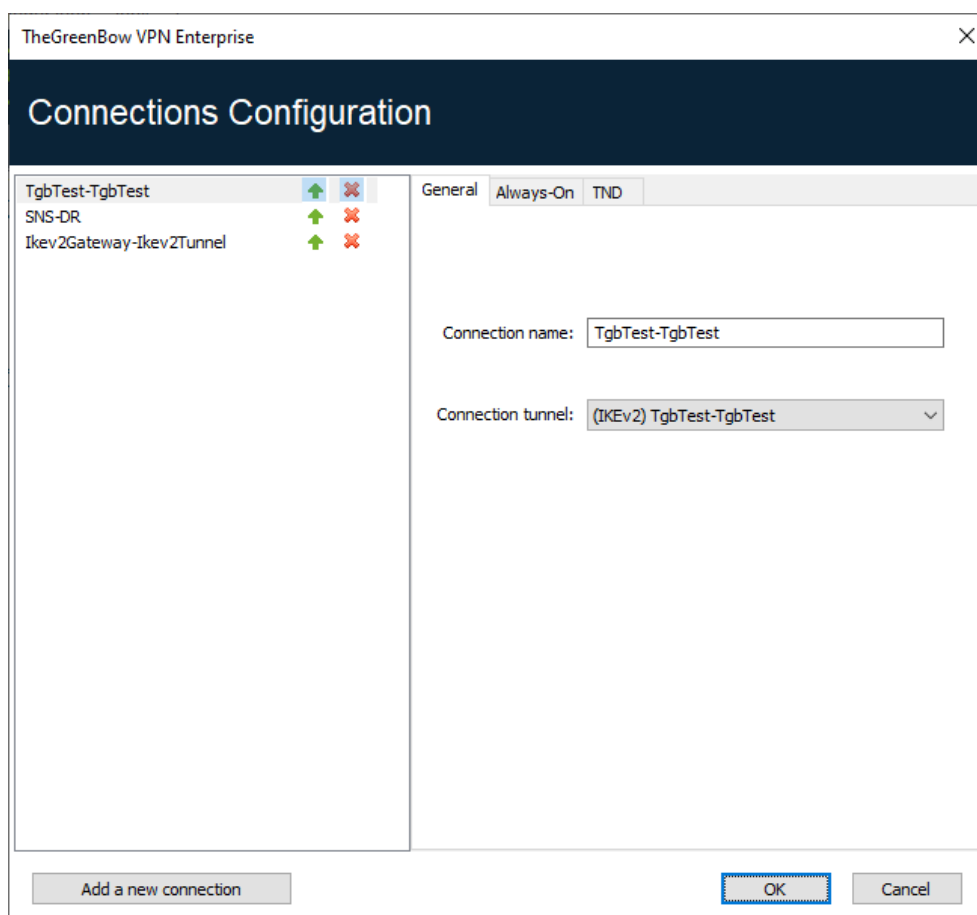 TheGreenBow VPN Enterprise
Connections Configuration
TgbTest-TgbTest
SNS-DR
Ikev2Gateway-Ikev2Tunnel
General Always-On TND
Connection name: TgbTest-TgbTest
Connection tunnel: (IKEv2) TgbTest-TgbTest
Add a new connection OK Cancel